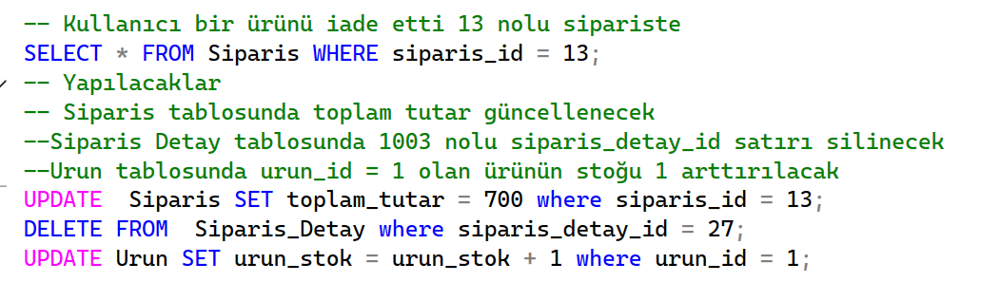 -- Kullanıcı bir ürünü iade etti 13 nolu sipariste
SELECT * FROM Siparis WHERE siparis_id = 13;
-- Yapılacaklar
-- Siparis tablosunda toplam tutar güncellenecek
--Siparis Detay tablosunda 1003 nolu siparis_detay_id satırı silinecek
--Urun tablosunda urun_id = 1 olan ürünün stoğu 1 arttırılacak
UPDATE  Siparis SET toplam_tutar = 700 where siparis_id = 13;
DELETE FROM  Siparis_Detay where siparis_detay_id = 27;
UPDATE Urun SET urun_stok = urun_stok + 1 where urun_id = 1;